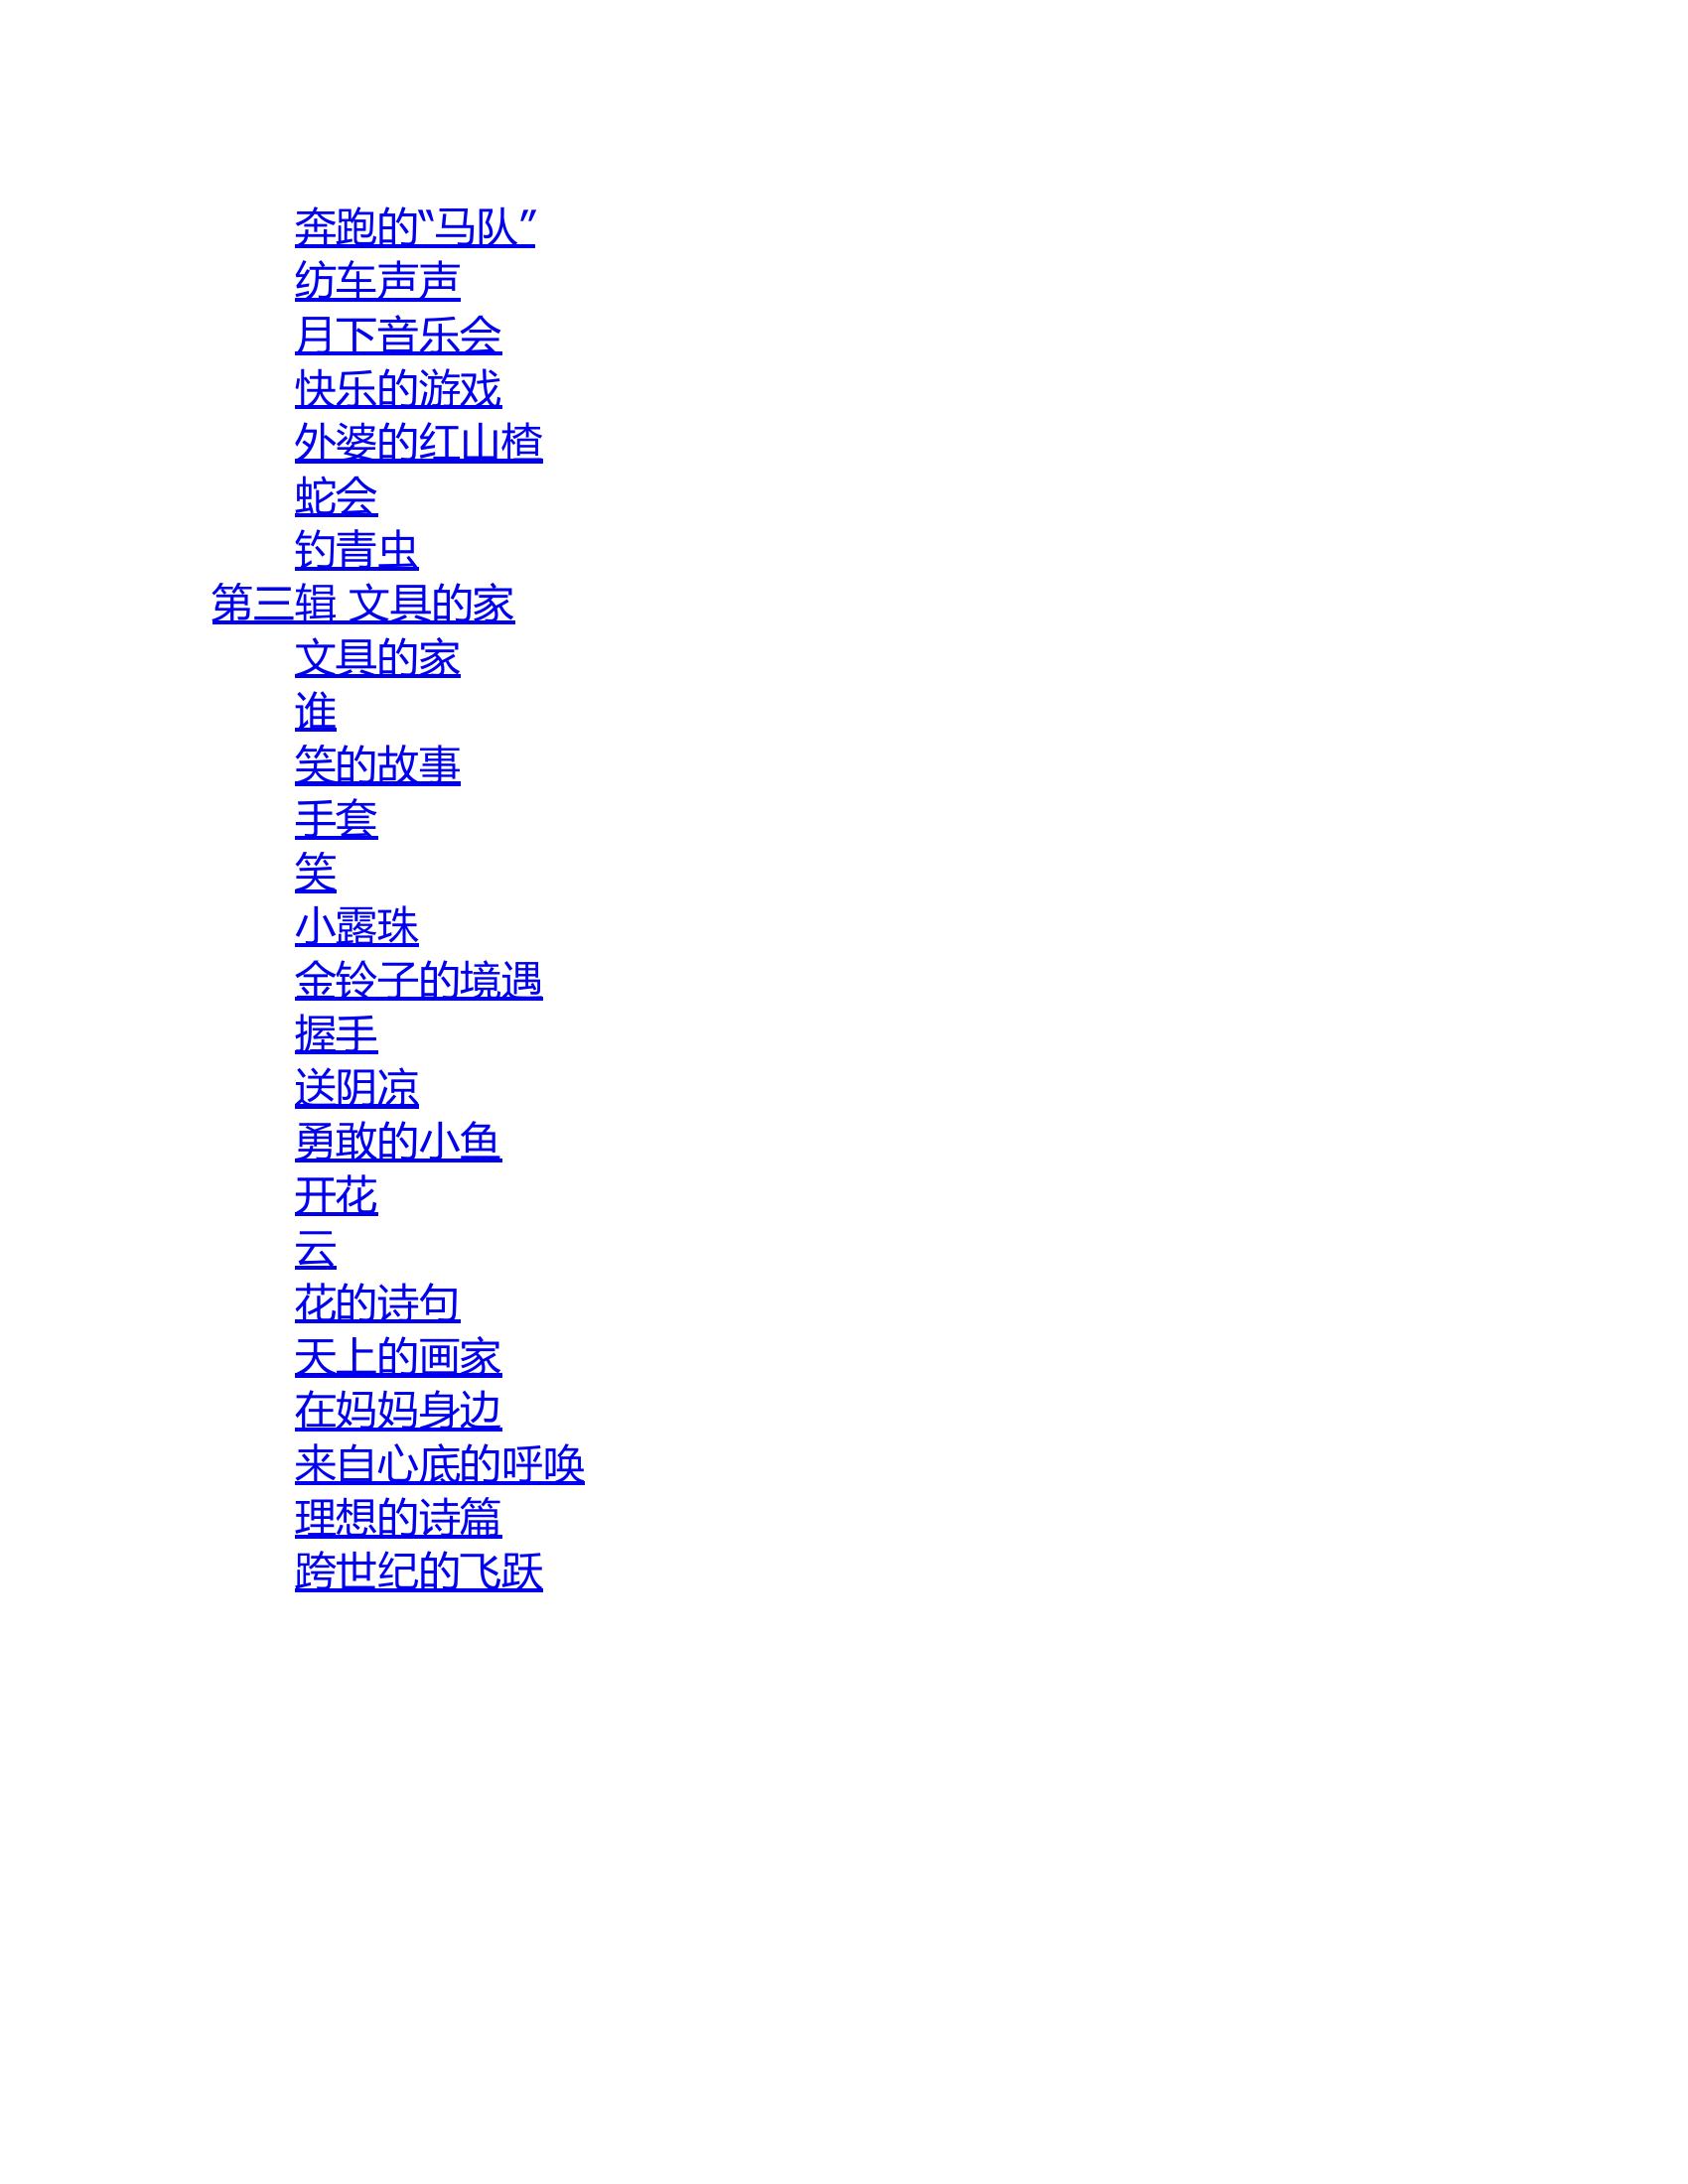 奔跑的“马队”
纺车声声
月下音乐会
快乐的游戏
外婆的红山楂
蛇会
钓青虫
第三辑 文具的家
文具的家
谁
笑的故事
手套
笑
小露珠
金铃子的境遇
握手
送阴凉
勇敢的小鱼
开花
云
花的诗句
天上的画家
在妈妈身边
来自心底的呼唤
理想的诗篇
跨世纪的飞跃